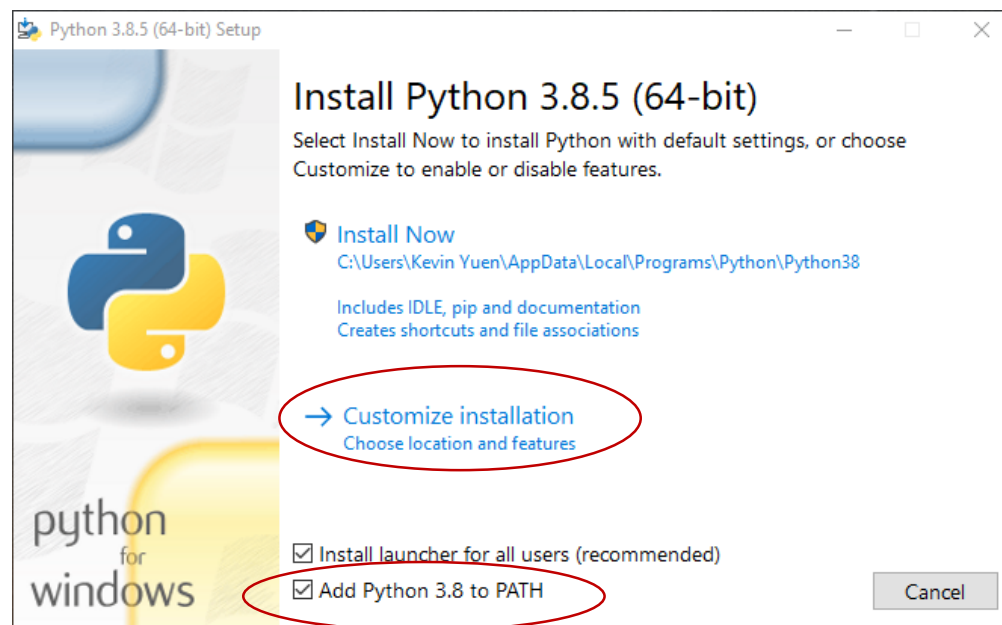 Python 3.8.5 (64-bit) Setup
Install Python 3.8.5 (64-bit)
Select Install Now to install Python with default settings, or choose
Customize to enable or disable features.
Install Now
C:\Users\Kevin Yuen\AppData\Local\Programs\Python\Python38
Includes IDLE, pip and documentation
Creates shortcuts and file associations
→ Customize installation
Choose location and features
python
for
windows
Install launcher for all users (recommended)
Add Python 3.8 to PATH
Cancel